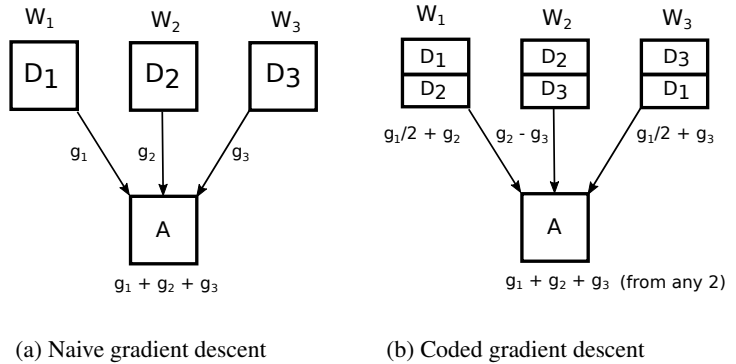 W₁ W₂ W₃
D₁ D₂ D₃
g₁ g₂ g₃
A
g₁ + g₂ + g₃
(a) Naive gradient descent
W₁ W₂ W₃
D₁ D₂ D₃
D₂ D₃ D₁
g₁/2 + g₂ g₂ - g₃ g₁/2 + g₃
A
g₁ + g₂ + g₃ (from any 2)
(b) Coded gradient descent